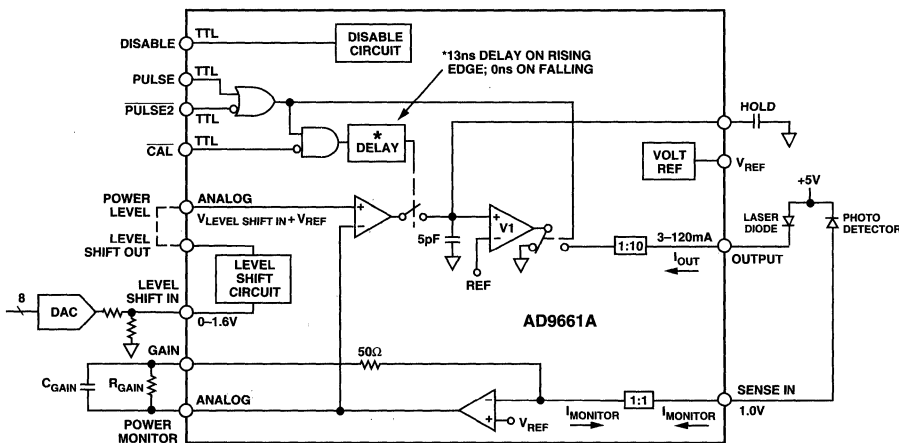 DISABLE
TTL
DISABLE
CIRCUIT
*13ns DELAY ON RISING
EDGE; 0ns ON FALLING
PULSE
TTL
PULSE2
TTL
HOLD
CAL
TTL
*
DELAY
VOLT
REF
VREF
+5V
POWER
LEVEL
ANALOG
VLEVEL SHIFT IN + VREF
LEVEL
SHIFT OUT
+
−
5pF
+
−
V1
REF
LASER
DIODE
PHOTO
DETECTOR
1:10
3–120mA
IOUT
OUTPUT
LEVEL
SHIFT
CIRCUIT
8
DAC
LEVEL
SHIFT IN
0–1.6V
AD9661A
GAIN
50Ω
CGAIN
RGAIN
ANALOG
POWER
MONITOR
−
+
VREF
IMONITOR
1:1
IMONITOR
SENSE IN
1.0V